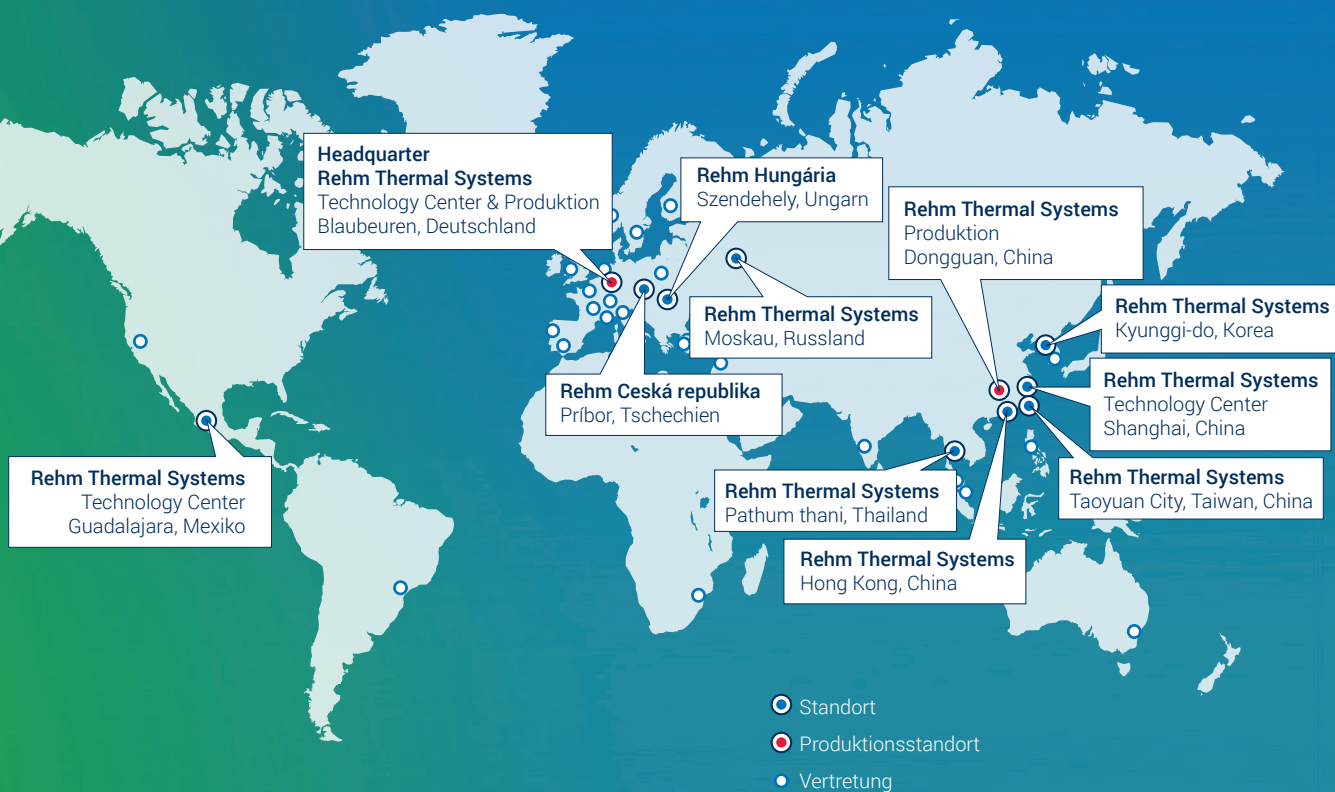 Headquarter
Rehm Thermal Systems
Technology Center & Produktion
Blaubeuren, Deutschland
Rehm Hungária
Szendehely, Ungarn
Rehm Thermal Systems
Produktion
Dongguan, China
Rehm Thermal Systems
Moskau, Russland
Rehm Thermal Systems
Kyunggi-do, Korea
Rehm Ceská republika
Príbor, Tschechien
Rehm Thermal Systems
Technology Center
Shanghai, China
Rehm Thermal Systems
Technology Center
Guadalajara, Mexiko
Rehm Thermal Systems
Pathum thani, Thailand
Rehm Thermal Systems
Taoyuan City, Taiwan, China
Rehm Thermal Systems
Hong Kong, China
Standort
Produktionsstandort
Vertretung